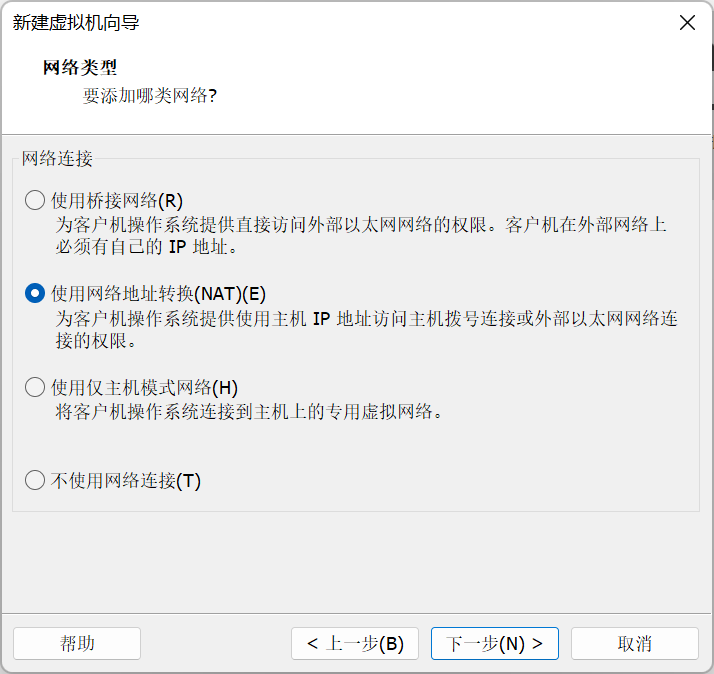 新建虚拟机向导
网络类型
要添加哪类网络?
网络连接
使用桥接网络(R)
为客户机操作系统提供直接访问外部以太网网络的权限。客户机在外部网络上
必须有自己的 IP 地址。
使用网络地址转换(NAT)(E)
为客户机操作系统提供使用主机 IP 地址访问主机拨号连接或外部以太网网络连
接的权限。
使用仅主机模式网络(H)
将客户机操作系统连接到主机上的专用虚拟网络。
不使用网络连接(T)
帮助
< 上一步(B)
下一步(N) >
取消